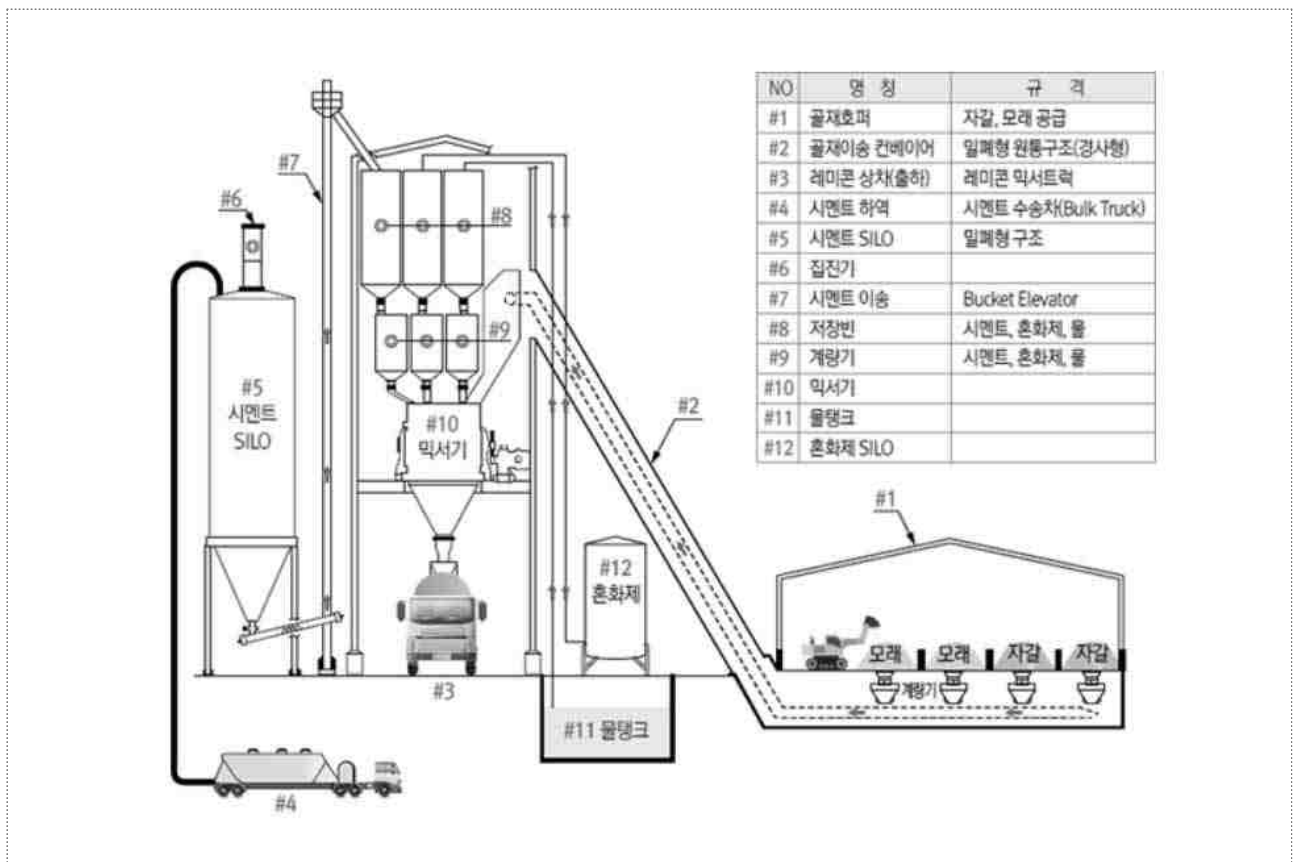 NO 명 칭 규 격
#1 골재호퍼 자갈, 모래 공급
#2 골재이송 컨베이어 밀폐형 원통구조(경사형)
#3 레미콘 상차(출하) 레미콘 믹서트럭
#4 시멘트 하역 시멘트 수송차(Bulk Truck)
#5 시멘트 SILO 밀폐형 구조
#6 집진기
#7 시멘트 이송 Bucket Elevator
#8 저장빈 시멘트, 혼화제, 물
#9 계량기 시멘트, 혼화제, 물
#10 믹서기
#11 물탱크
#12 혼화제 SILO
#7
#6
#8
#9
#5
시멘트
SILO
#10
믹서기
#2
#1
#12
혼화제
모래 모래 자갈 자갈
계량기
#3
#11 물탱크
#4